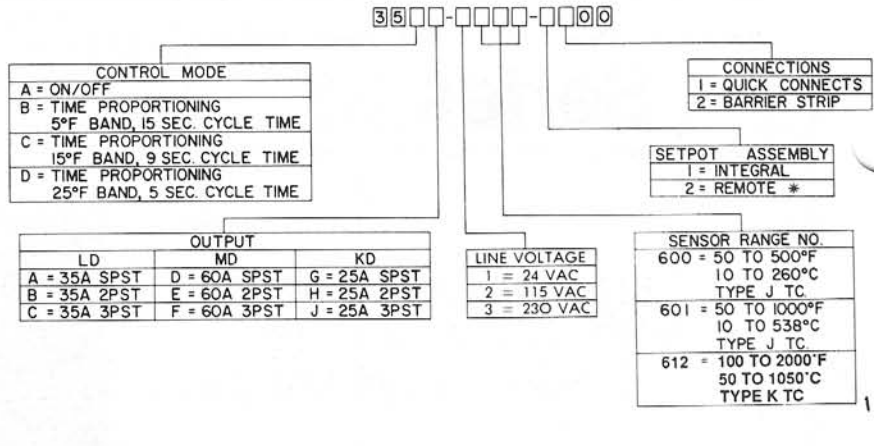 35□□-□□□□-□□00
CONTROL MODE
A = ON/OFF
B = TIME PROPORTIONING
5°F BAND, 15 SEC. CYCLE TIME
C = TIME PROPORTIONING
15°F BAND, 9 SEC. CYCLE TIME
D = TIME PROPORTIONING
25°F BAND, 5 SEC. CYCLE TIME
CONNECTIONS
1 = QUICK CONNECTS
2 = BARRIER STRIP
SETPOT ASSEMBLY
1 = INTEGRAL
2 = REMOTE *
OUTPUT
LD MD KD
A = 35A SPST D = 60A SPST G = 25A SPST
B = 35A 2PST E = 60A 2PST H = 25A 2PST
C = 35A 3PST F = 60A 3PST J = 25A 3PST
LINE VOLTAGE
1 = 24 VAC
2 = 115 VAC
3 = 230 VAC
SENSOR RANGE NO.
600 = 50 TO 500°F
10 TO 260°C
TYPE J TC.
601 = 50 TO 1000°F
10 TO 538°C
TYPE J TC.
612 = 100 TO 2000°F
50 TO 1050°C
TYPE K TC